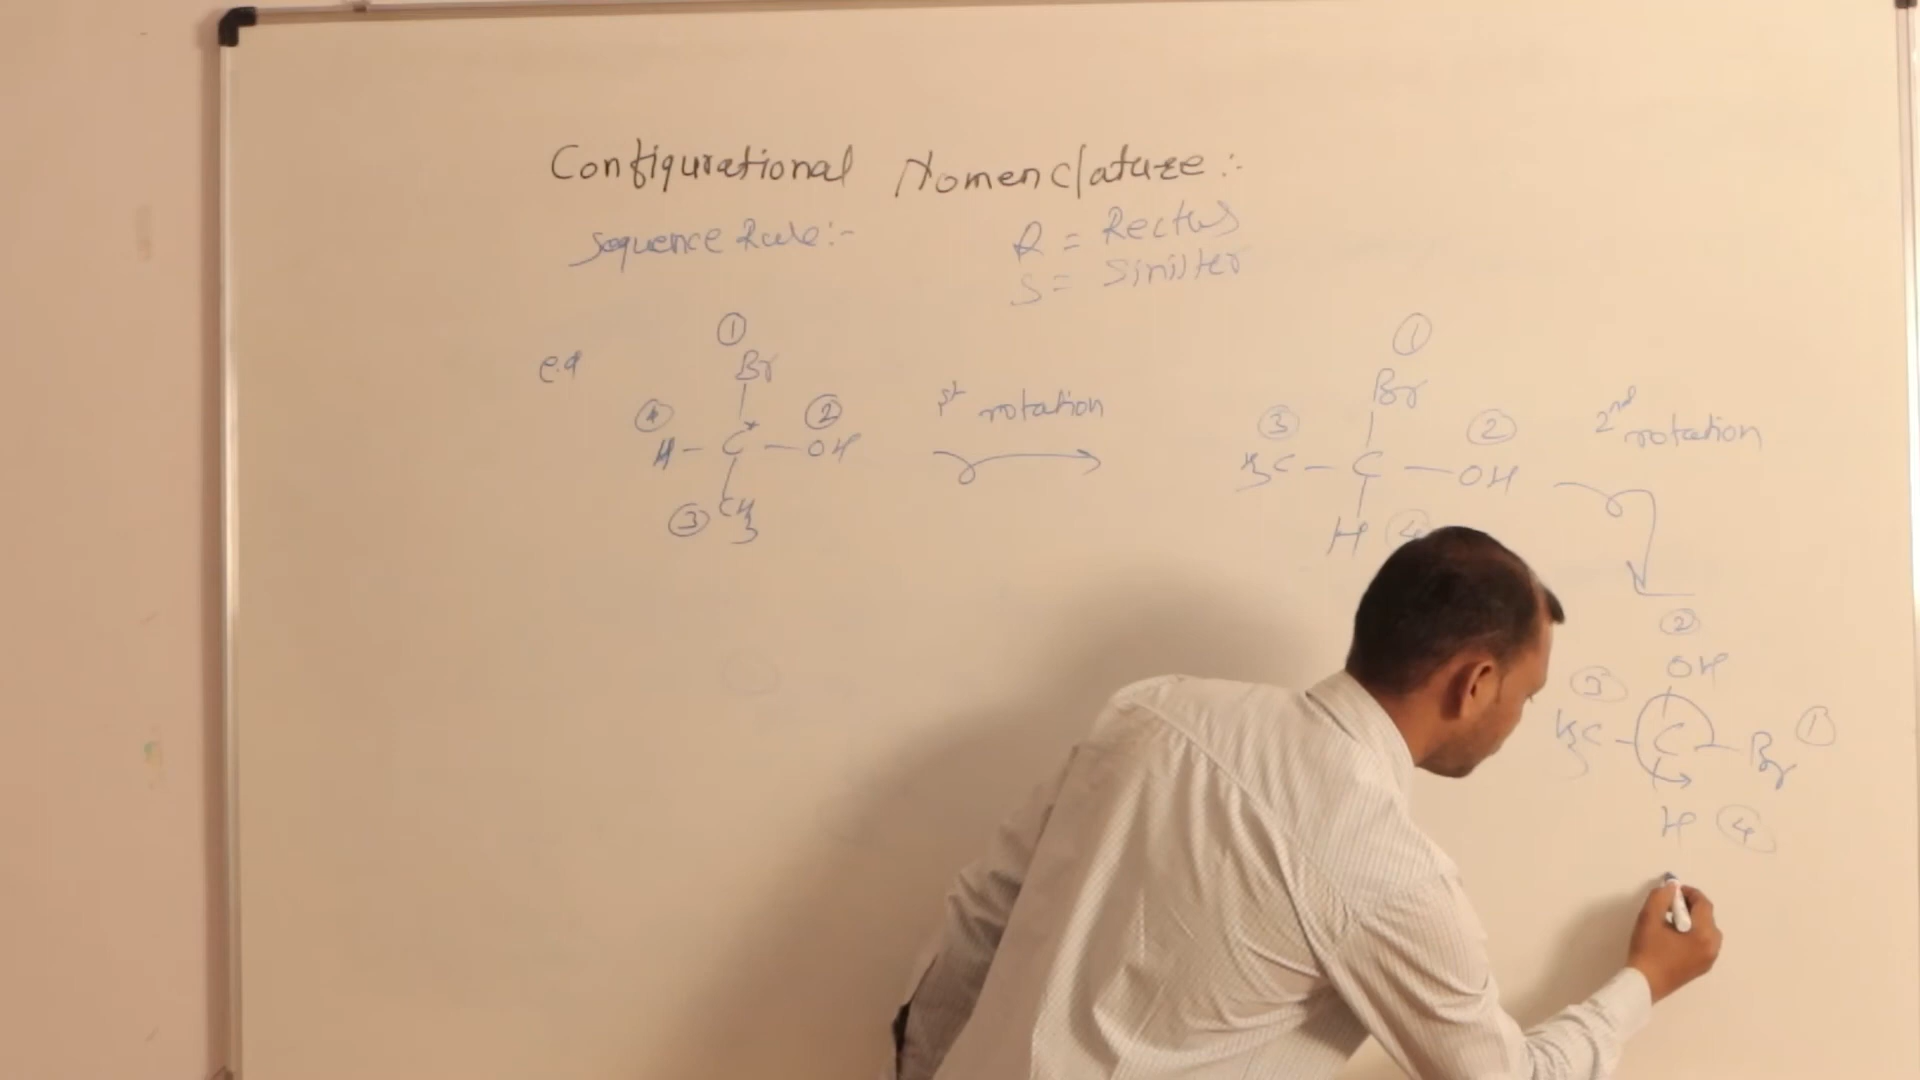 Configurational Nomenclature :-
Sequence Rule :-
R = Rectus
S = Sinister
e.g
①
Br
④ ②
H – C* – OH
③ CH3
1st rotation
①
Br
③ ②
H3C – C – OH
H ④
2nd rotation
②
OH
③ ①
H3C – C – Br
H ④